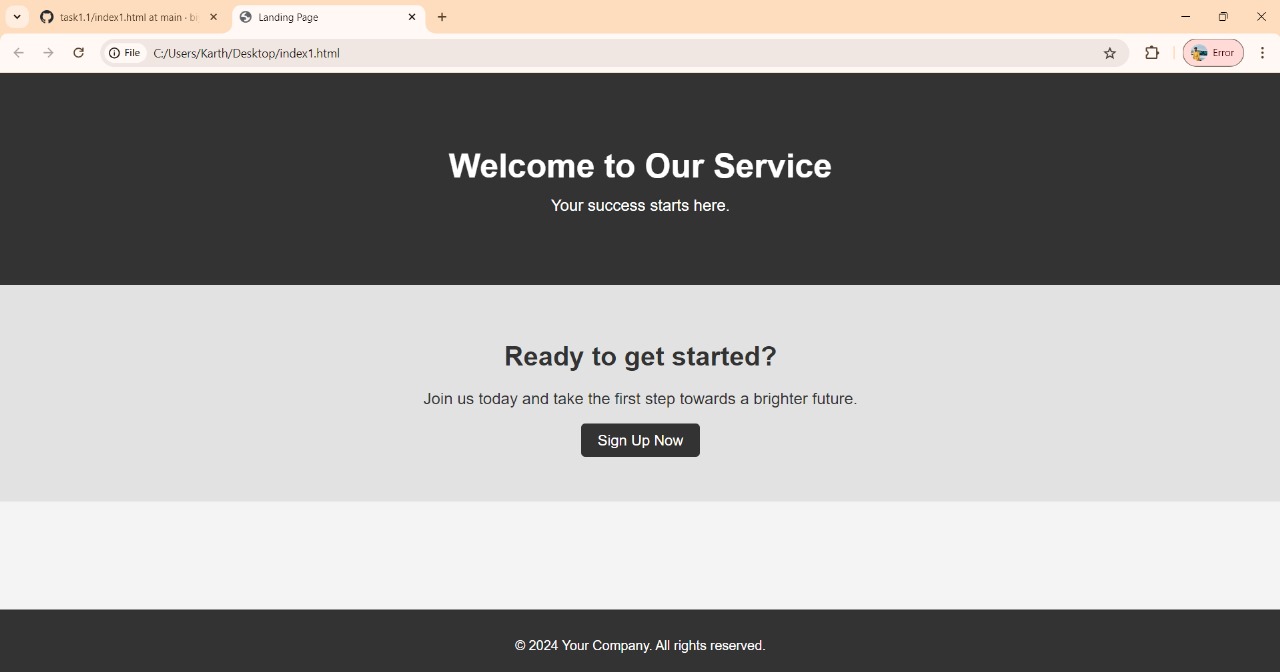 task1.1/index1.html at main · b
Landing Page
File
C:/Users/Karth/Desktop/index1.html
Error
Welcome to Our Service
Your success starts here.
Ready to get started?
Join us today and take the first step towards a brighter future.
Sign Up Now
© 2024 Your Company. All rights reserved.